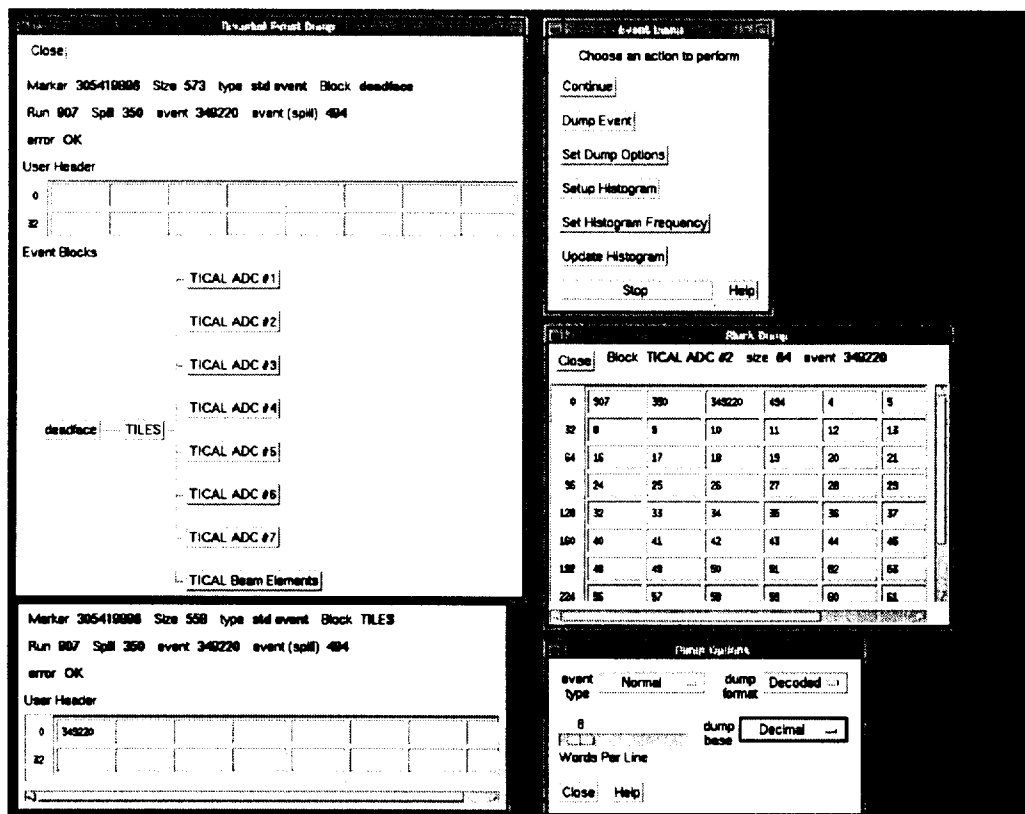 Decoded Event Dump
Close
Marker 305419896 Size 573 type std event Block deadface
Run 907 Spill 350 event 349220 event (spill) 494
error OK
User Header
0
32
Event Blocks
TICAL ADC #1
TICAL ADC #2
TICAL ADC #3
TICAL ADC #4
deadface TILES
TICAL ADC #5
TICAL ADC #6
TICAL ADC #7
TICAL Beam Elements
Marker 305419896 Size 558 type std event Block TILES
Run 907 Spill 350 event 349220 event (spill) 494
error OK
User Header
0 349220
32
Event Dump
Choose an action to perform
Continue
Dump Event
Set Dump Options
Setup Histogram
Set Histogram Frequency
Update Histogram
Stop Help
Block Dump
Close Block TICAL ADC #2 size 64 event 349220
0 907 350 349220 494 4 5
32 8 9 10 11 12 13
64 16 17 18 19 20 21
96 24 25 26 27 28 29
128 32 33 34 35 36 37
160 40 41 42 43 44 45
192 48 49 50 51 52 53
224 56 57 58 59 60 61
Dump Options
event type Normal dump format Decoded
8
dump base Decimal
Words Per Line
Close Help